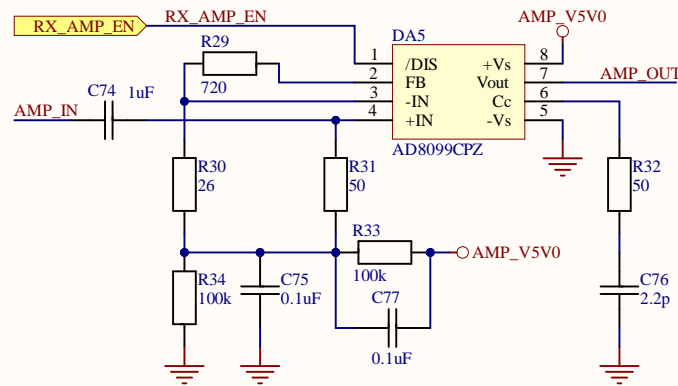 AMP_V5V0
RX_AMP_EN
RX_AMP_EN
DA5
R29
720
1
/DIS
+Vs
8
2
FB
Vout
7
AMP_OUT
3
-IN
Cc
6
4
+IN
-Vs
5
AD8099CPZ
C74
1uF
AMP_IN
R30
26
R31
50
R32
50
R33
100k
AMP_V5V0
R34
100k
C75
0.1uF
C77
0.1uF
C76
2.2p